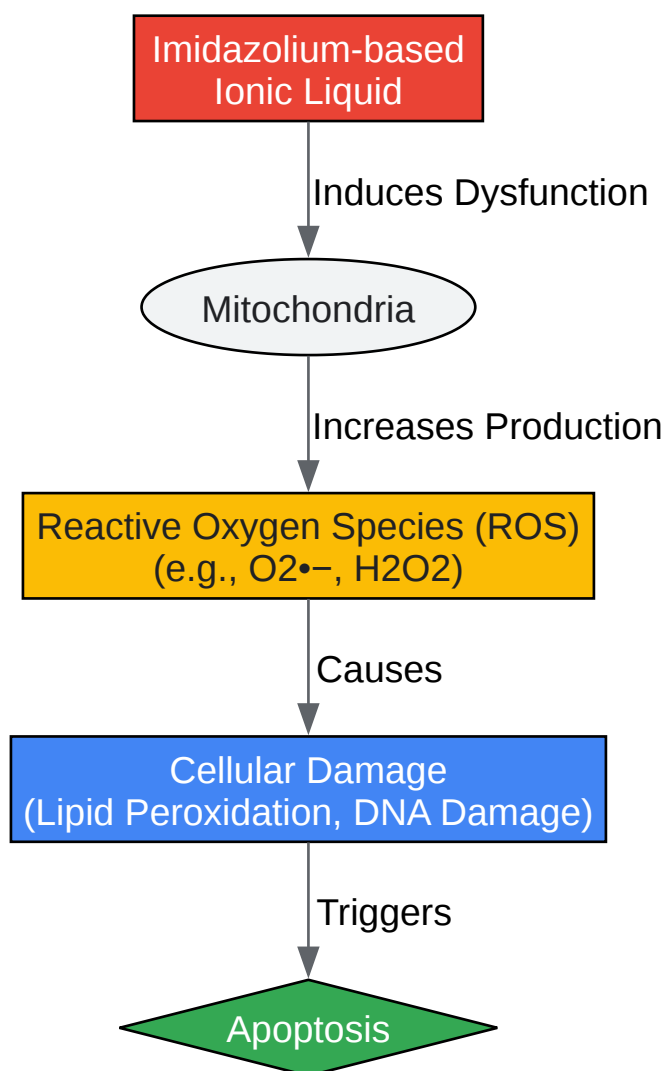 Imidazolium-based
Ionic Liquid
Induces Dysfunction
Mitochondria
Increases Production
Reactive Oxygen Species (ROS)
(e.g., O2•−, H2O2)
Causes
Cellular Damage
(Lipid Peroxidation, DNA Damage)
Triggers
Apoptosis